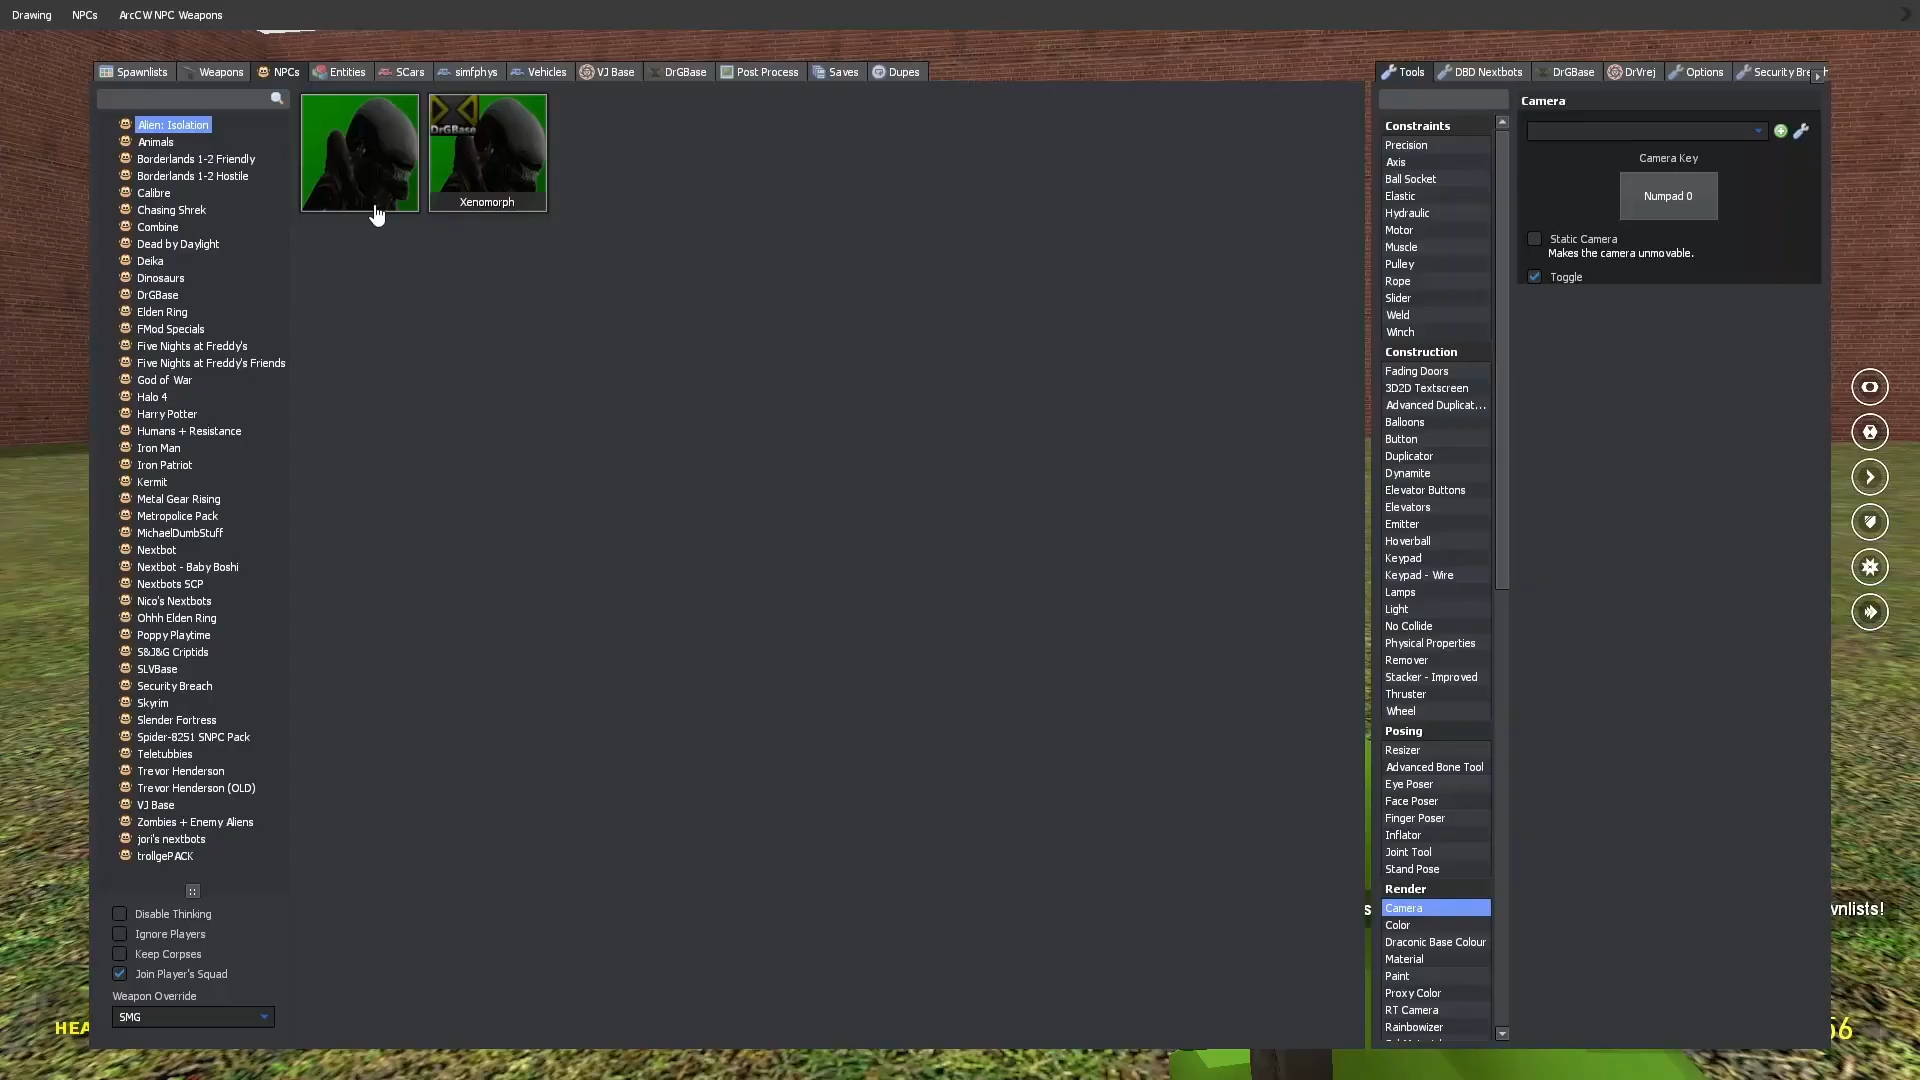 Drawing NPCs ArcCW NPC Weapons
Spawnlists Weapons NPCs Entities SCars simfphys Vehicles VJ Base DrGBase Post Process Saves Dupes
Alien: Isolation
Animals
Borderlands 1-2 Friendly
Borderlands 1-2 Hostile
Calibre
Chasing Shrek
Combine
Dead by Daylight
Deika
Dinosaurs
DrGBase
Elden Ring
FMod Specials
Five Nights at Freddy's
Five Nights at Freddy's Friends
God of War
Halo 4
Harry Potter
Humans + Resistance
Iron Man
Iron Patriot
Kermit
Metal Gear Rising
Metropolice Pack
MichaelDumbStuff
Nextbot
Nextbot - Baby Boshi
Nextbots SCP
Nico's Nextbots
Ohhh Elden Ring
Poppy Playtime
S&J&G Criptids
SLVBase
Security Breach
Skyrim
Slender Fortress
Spider-8251 SNPC Pack
Teletubbies
Trevor Henderson
Trevor Henderson (OLD)
VJ Base
Zombies + Enemy Aliens
jori's nextbots
trollgePACK
Disable Thinking
Ignore Players
Keep Corpses
Join Player's Squad
Weapon Override
SMG
HEA
DrGBase
Xenomorph
Tools DBD Nextbots DrGBase DrVrej Options Security Bre
Constraints
Precision
Axis
Ball Socket
Elastic
Hydraulic
Motor
Muscle
Pulley
Rope
Slider
Weld
Winch
Construction
Fading Doors
3D2D Textscreen
Advanced Duplicat...
Balloons
Button
Duplicator
Dynamite
Elevator Buttons
Elevators
Emitter
Hoverball
Keypad
Keypad - Wire
Lamps
Light
No Collide
Physical Properties
Remover
Stacker - Improved
Thruster
Wheel
Posing
Resizer
Advanced Bone Tool
Eye Poser
Face Poser
Finger Poser
Inflator
Joint Tool
Stand Pose
Render
Camera
Color
Draconic Base Colour
Material
Paint
Proxy Color
RT Camera
Rainbowizer
Camera
Camera Key
Numpad 0
Static Camera
Makes the camera unmovable.
Toggle
s
wnlists!
56